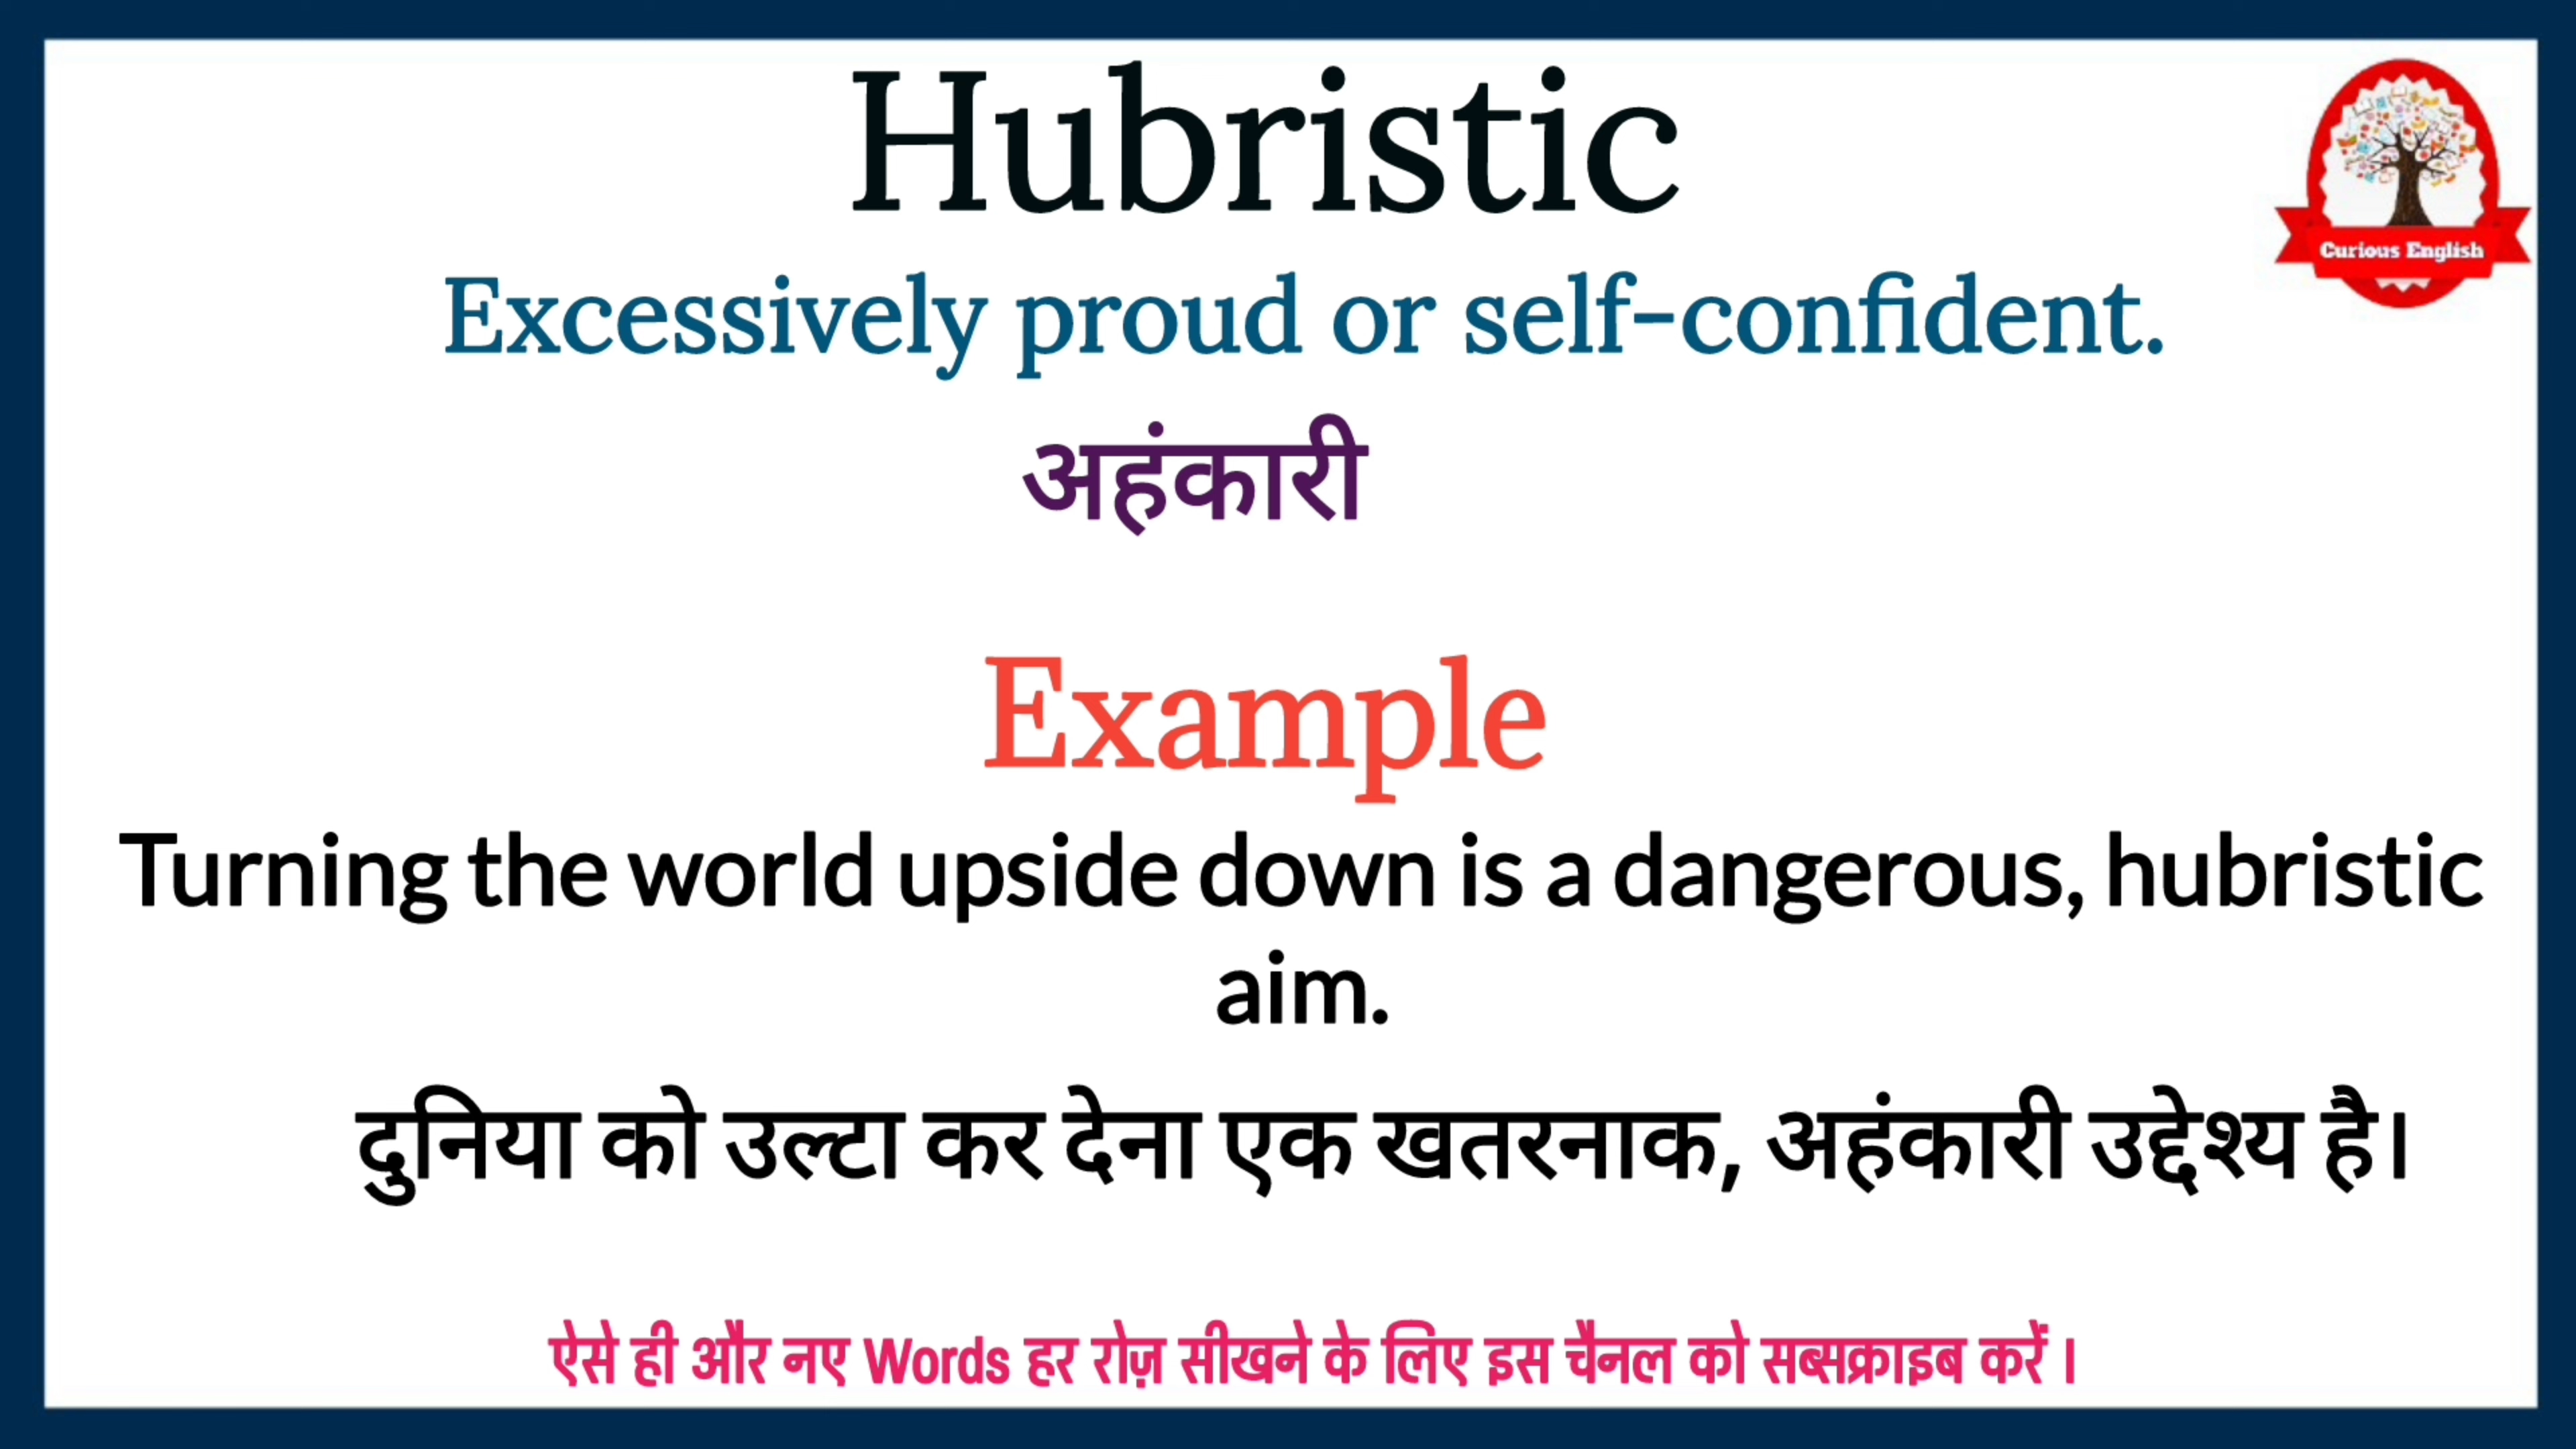 Hubristic
Curious English
Excessively proud or self-confident.
अहंकारी
Example
Turning the world upside down is a dangerous, hubristic
aim.
दुनिया को उल्टा कर देना एक खतरनाक, अहंकारी उद्देश्य है।
ऐसे ही और नए Words हर रोज़ सीखने के लिए इस चैनल को सब्सक्राइब करें ।